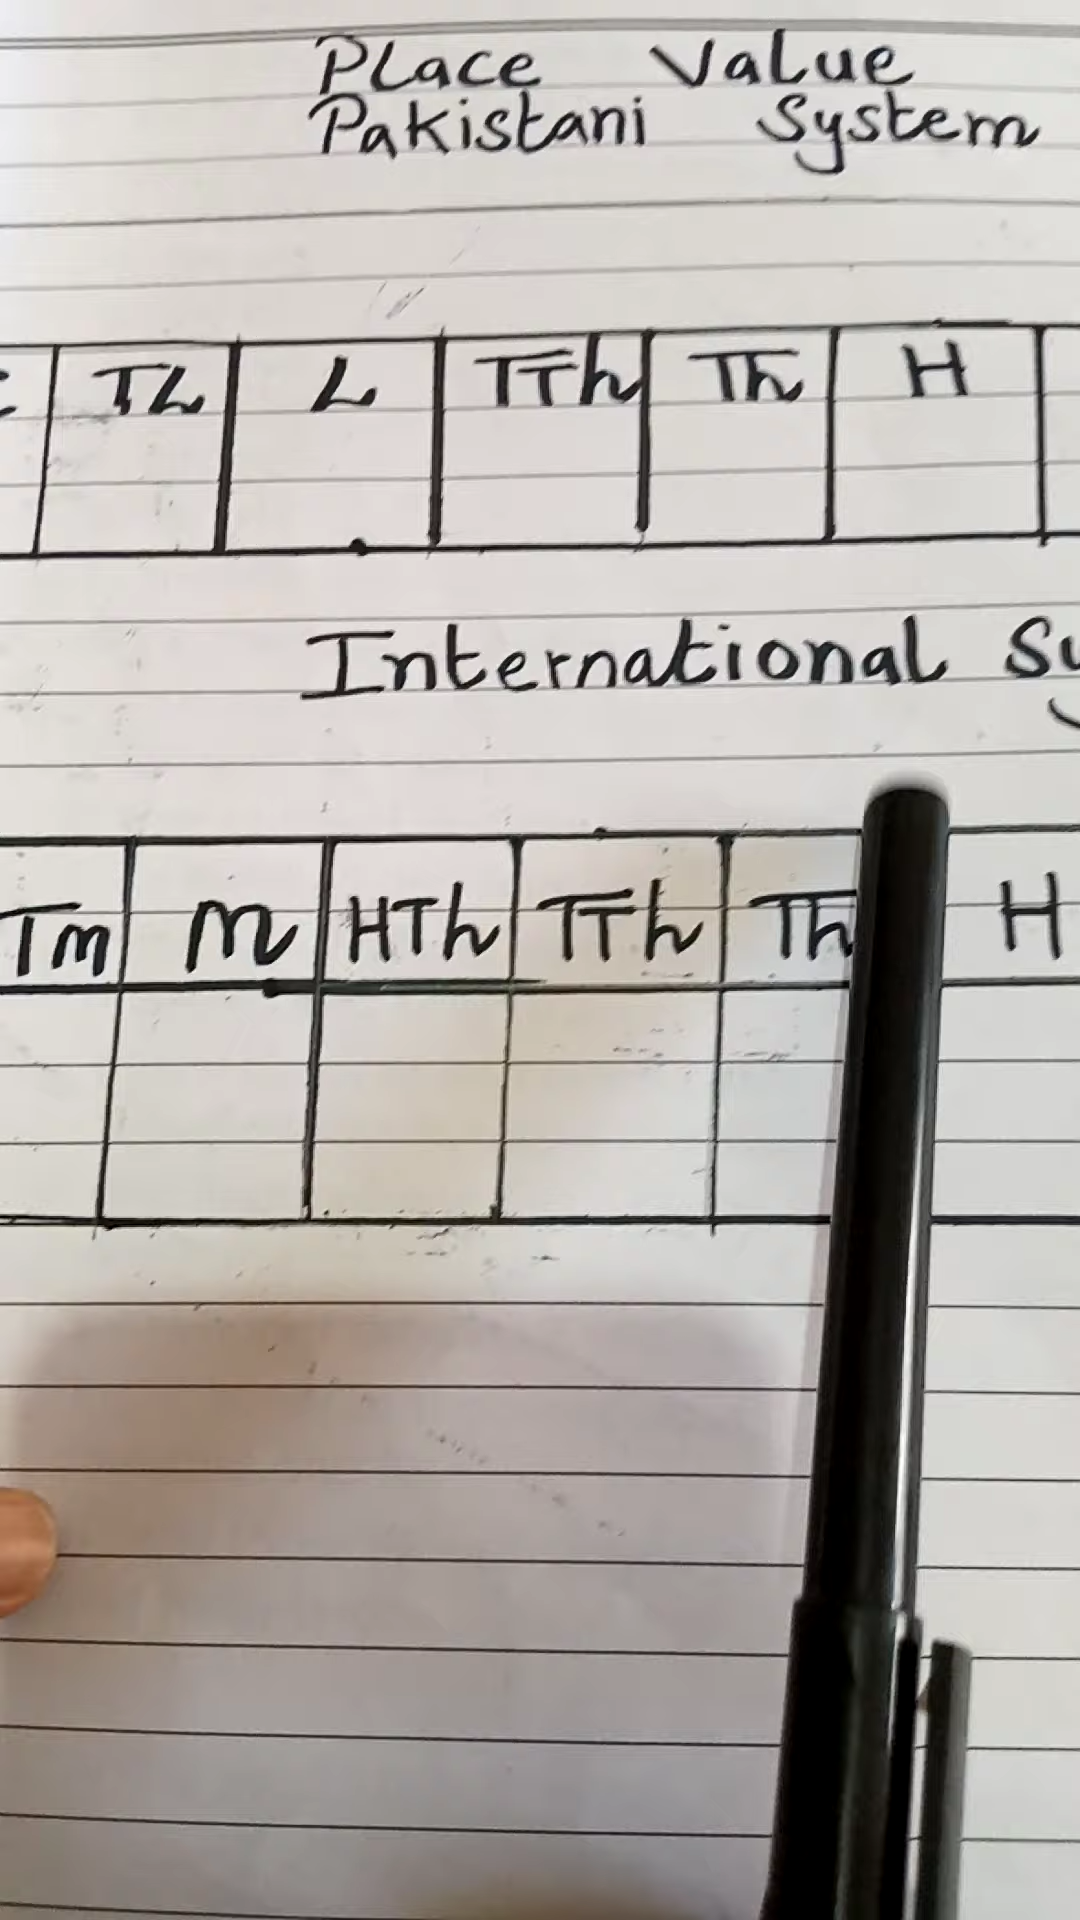 Place Value
Pakistani System
TL L TTh Th H
International
Tm m HTh TTh Th H